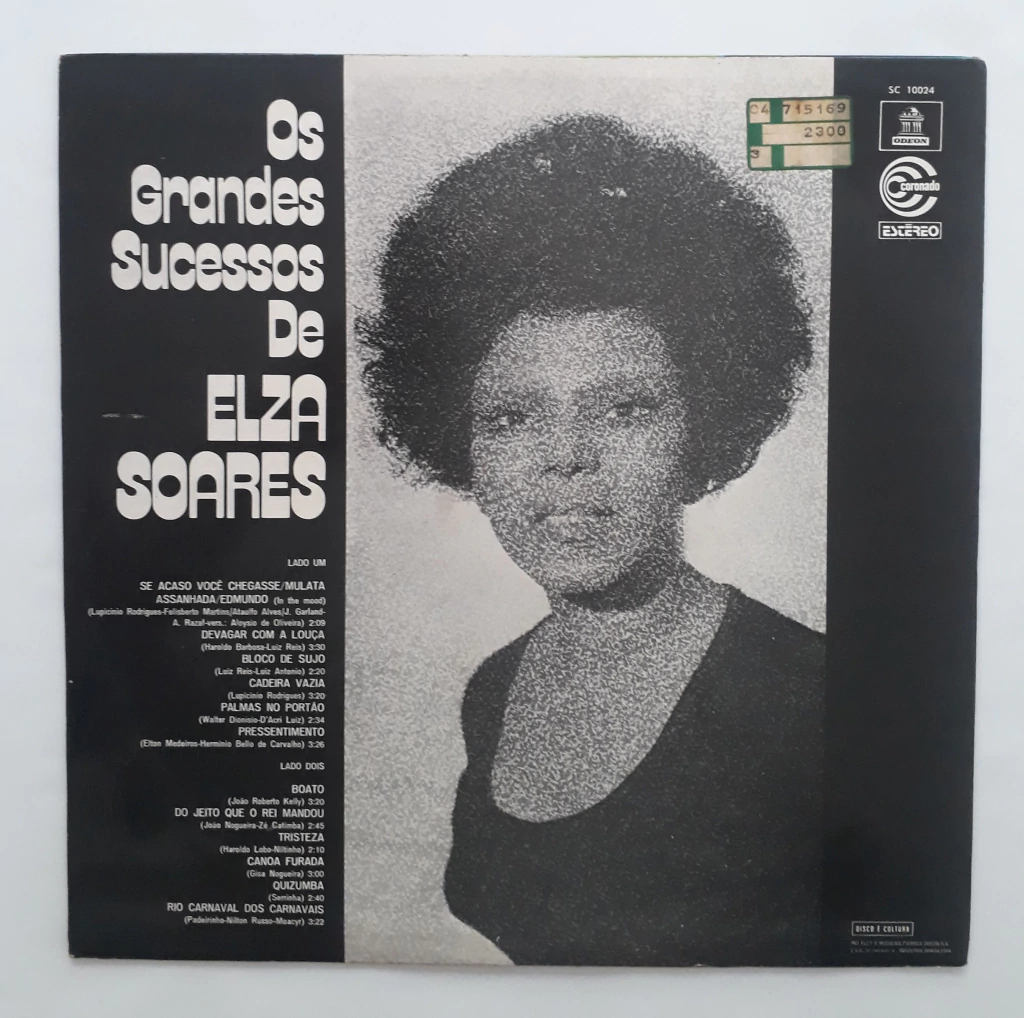 Os
Grandes
Sucessos
De
ELZA
SOARES
LADO UM
SE ACASO VOCÊ CHEGASSE/MULATA
ASSANHADA/EDMUNDO (In the mood)
(Lupicínio Rodrigues-Felisberto Martins/Ataulfo Alves/J. Garland-
A. Razaf-vers.: Aloysio de Oliveira) 2:09
DEVAGAR COM A LOUÇA
(Haroldo Barbosa-Luiz Reis) 3:30
BLOCO DE SUJO
(Luiz Reis-Luiz Antonio) 2:20
CADEIRA VAZIA
(Lupicínio Rodrigues) 3:20
PALMAS NO PORTÃO
(Walter Dionisio-D'Acri Luiz) 2:34
PRESSENTIMENTO
(Elton Medeiros-Hermínio Bello de Carvalho) 3:26
LADO DOIS
BOATO
(João Roberto Kelly) 3:20
DO JEITO QUE O REI MANDOU
(João Nogueira-Zé Catimba) 2:45
TRISTEZA
(Haroldo Lobo-Niltinho) 2:10
CANOA FURADA
(Gisa Nogueira) 3:00
QUIZUMBA
(Serrinha) 2:40
RIO CARNAVAL DOS CARNAVAIS
(Padeirinho-Nilton Russo-Moacyr) 3:22
04 715169
2300
3
SC 10024
ODEON
coronado
ESTÉREO
DISCO É CULTURA